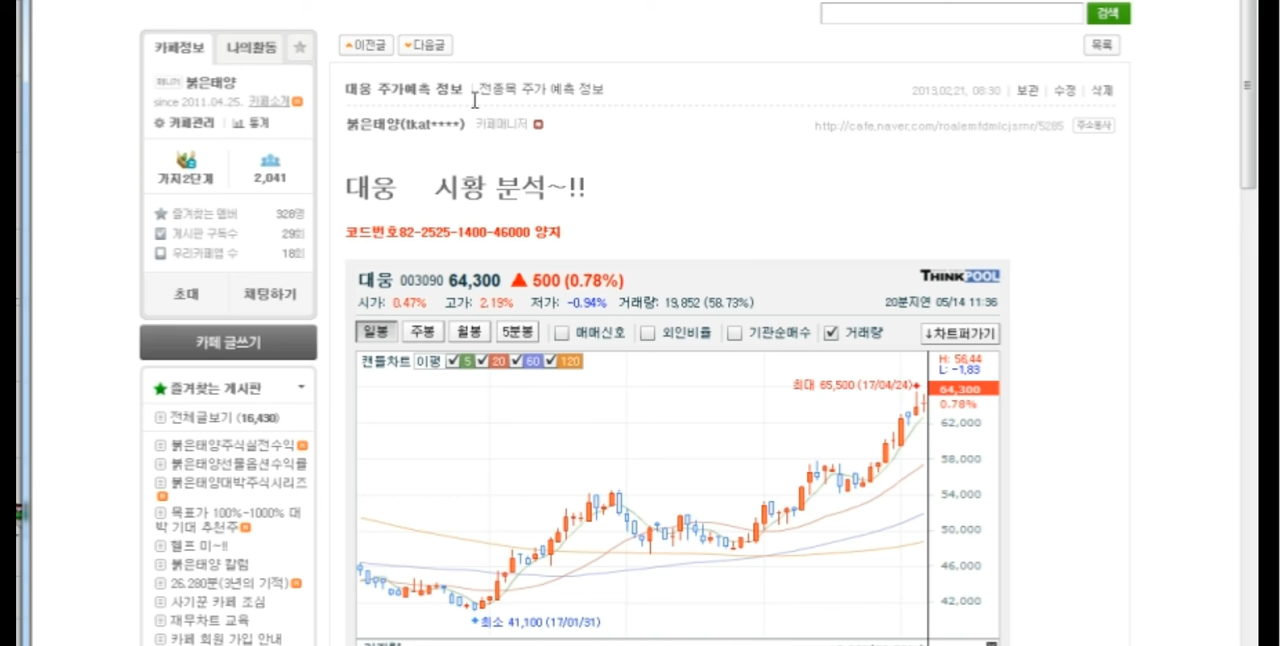 검색
카페정보 나의활동
이전글 다음글
목록
대웅 주가예측 정보 | 전종목 주가 예측 정보
2013.02.21. 08:30 | 보관 | 수정 | 삭제
붉은태양
since 2011.04.25. 카페소개
붉은태양(tkat****) 카페매니저
주소복사
카페관리 통계
가지2단계 2,041
대웅 시황 분석~!!
즐겨찾는 멤버 328명
게시판 구독수 29회
우리카페앱 수 18회
코드번호82-2525-1400-46000 양지
초대 채팅하기
카페 글쓰기
대웅 003090 64,300 ▲ 500 (0.78%)
THINKPOOL
시가: 0.47% 고가: 2.19% 저가: -0.94% 거래량: 19,852 (58.73%)
20분지연 05/14 11:36
일봉 주봉 월봉 5분봉 매매신호 외인비율 기관순매수 거래량 ↓차트퍼가기
캔들차트 이평 5 20 60 120
H: 56.44
L: -1.83
최대 65,500 (17/04/24)
64,300
0.78%
62,000
58,000
54,000
50,000
46,000
42,000
최소 41,100 (17/01/31)
즐겨찾는 게시판
전체글보기 (16,430)
붉은태양주식실전수익
붉은태양선물옵션수익률
붉은태양대박주식시리즈
목표가 100%-1000% 대
박 기대 추천주
헬프 미~!!
붉은태양 칼럼
26,280분(3년의 기적)
사기꾼 카페 조심
재무차트 교육
카페 회원 가입 안내